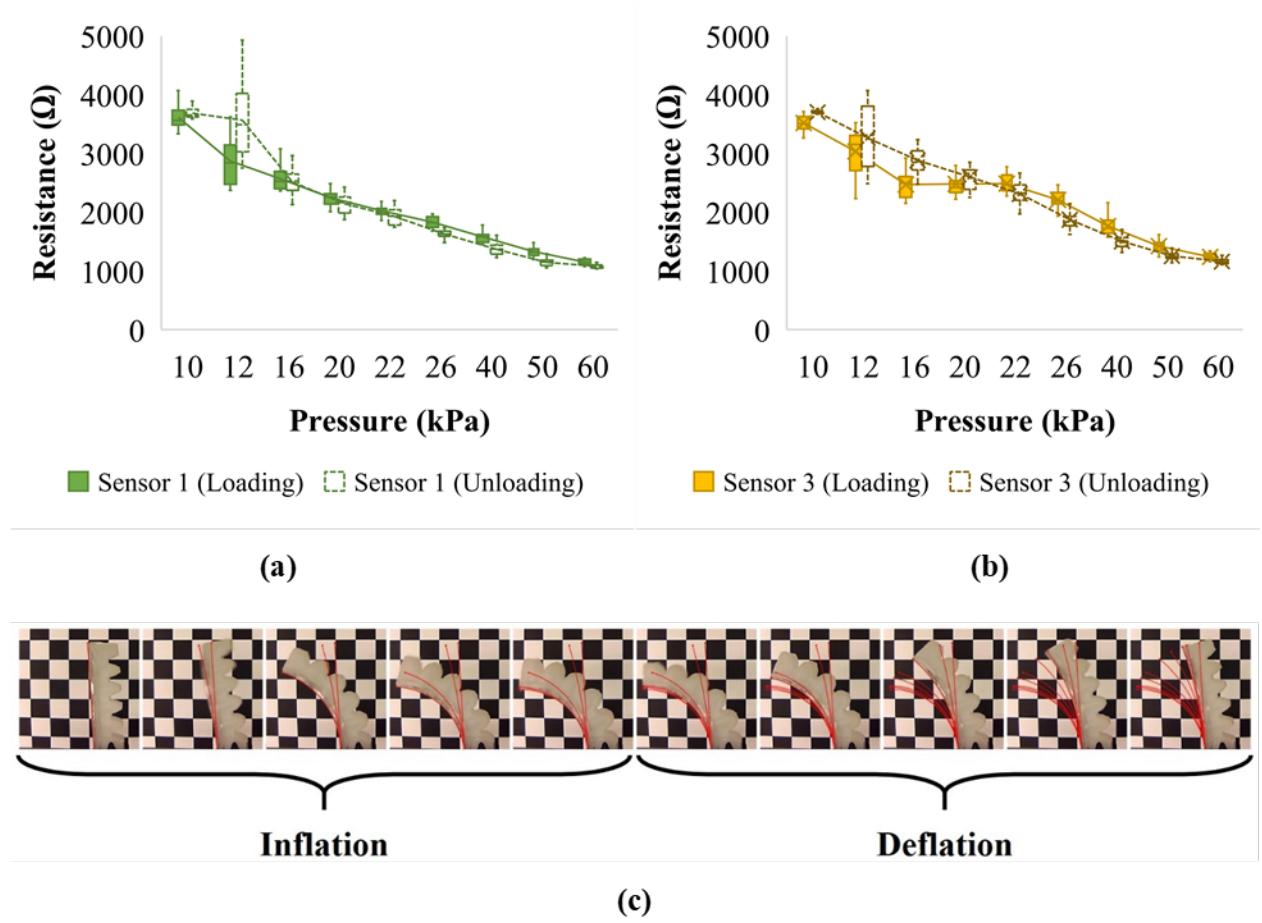 5000
4000
3000
2000
1000
0
Resistance (Ω)
10 12 16 20 22 26 40 50 60
Pressure (kPa)
Sensor 1 (Loading) Sensor 1 (Unloading)
(a)
5000
4000
3000
2000
1000
0
Resistance (Ω)
10 12 16 20 22 26 40 50 60
Pressure (kPa)
Sensor 3 (Loading) Sensor 3 (Unloading)
(b)
Inflation
Deflation
(c)